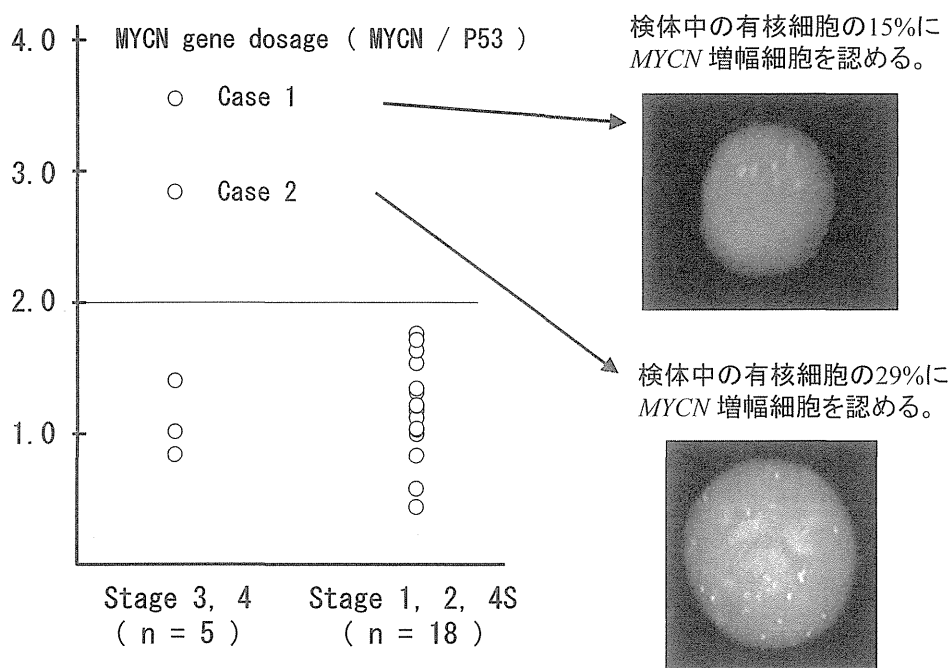 MYCN gene dosage ( MYCN / P53 )
4.0
3.0
2.0
1.0
Case 1
Case 2
Stage 3, 4
( n = 5 )
Stage 1, 2, 4S
( n = 18 )
検体中の有核細胞の15%に
MYCN 増幅細胞を認める。
検体中の有核細胞の29%に
MYCN 増幅細胞を認める。